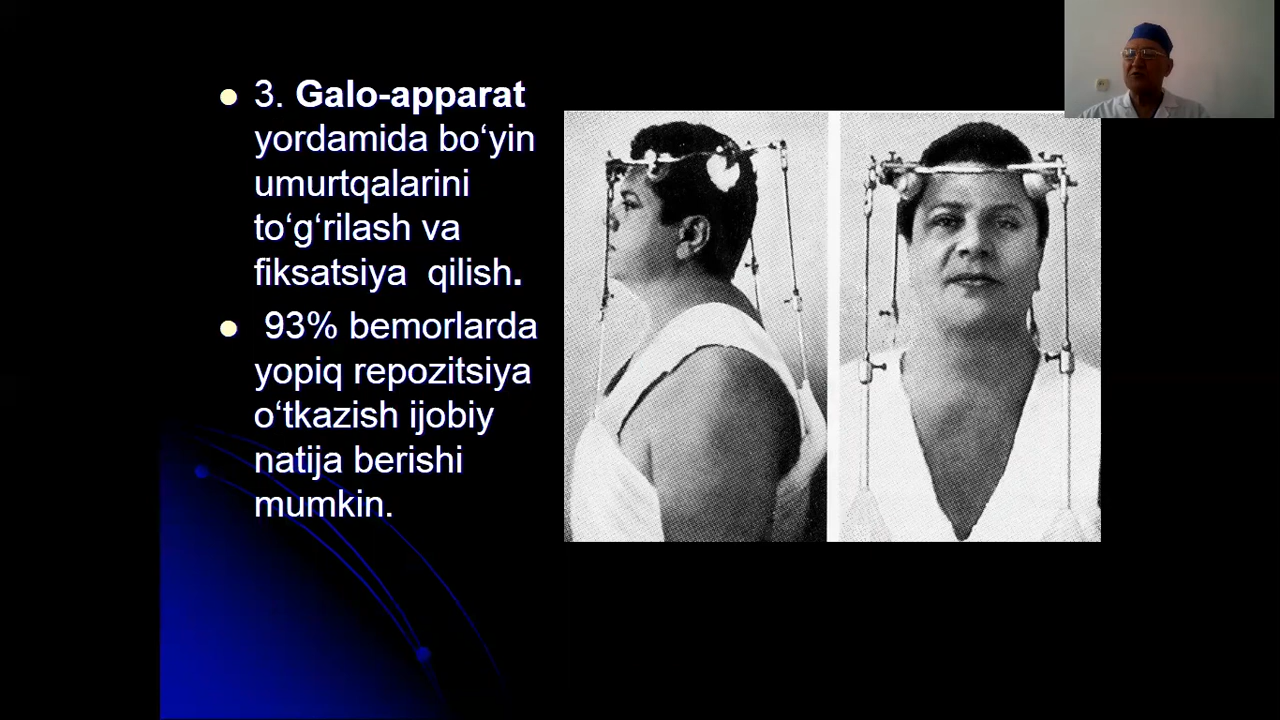 3. Galo-apparat
yordamida bo‘yin
umurtqalarini
to‘g‘rilash va
fiksatsiya qilish.
93% bemorlarda
yopiq repozitsiya
o‘tkazish ijobiy
natija berishi
mumkin.